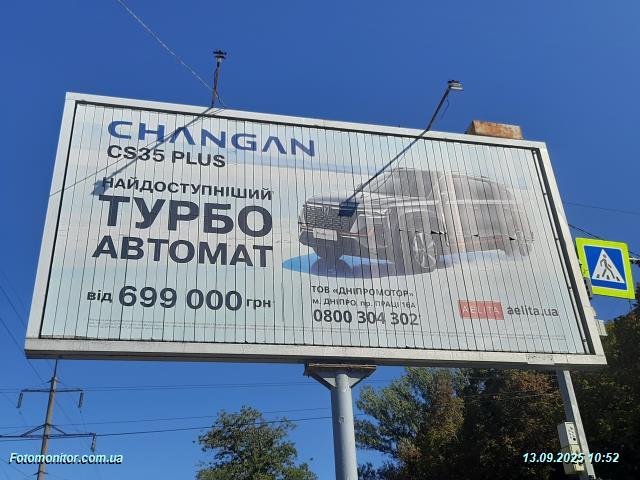 CHANGAN
CS35 PLUS
НАЙДОСТУПНІШИЙ
ТУРБО
АВТОМАТ
від 699 000 грн
ТОВ «ДНІПРОМОТОР»
м. ДНІПРО, пр. ПРАЦІ 16А
0800 304 302
AELITA aelita.ua
Fotomonitor.com.ua
13.09.2025 10:52